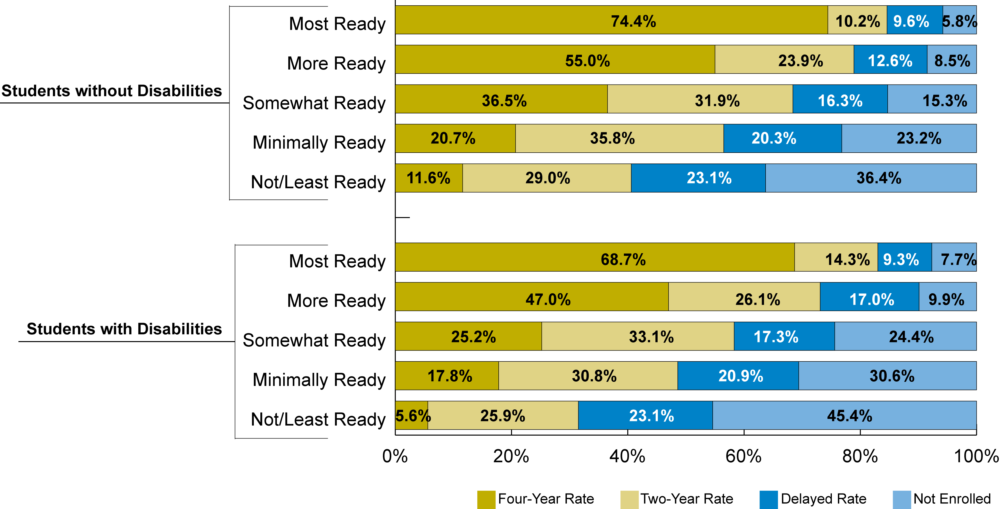 Most Ready 74.4% 10.2% 9.6% 5.8%
More Ready 55.0% 23.9% 12.6% 8.5%
Students without Disabilities
Somewhat Ready 36.5% 31.9% 16.3% 15.3%
Minimally Ready 20.7% 35.8% 20.3% 23.2%
Not/Least Ready 11.6% 29.0% 23.1% 36.4%
Most Ready 68.7% 14.3% 9.3% 7.7%
More Ready 47.0% 26.1% 17.0% 9.9%
Students with Disabilities
Somewhat Ready 25.2% 33.1% 17.3% 24.4%
Minimally Ready 17.8% 30.8% 20.9% 30.6%
Not/Least Ready 5.6% 25.9% 23.1% 45.4%
0% 20% 40% 60% 80% 100%
Four-Year Rate Two-Year Rate Delayed Rate Not Enrolled